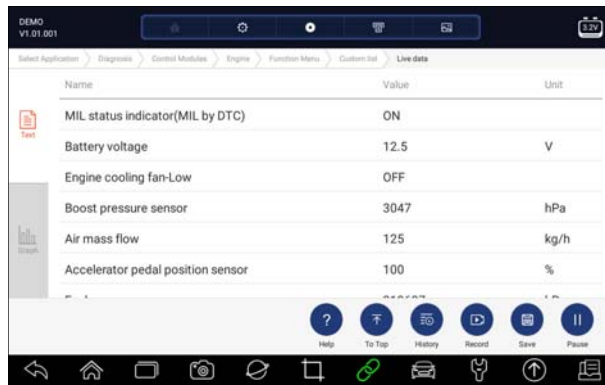 DEMO
V1.01.001
3.2V
Select Application Diagnosis Control Modules Engine Function Menu Custom list Live data
Name Value Unit
Text
MIL status indicator(MIL by DTC) ON
Battery voltage 12.5 V
Engine cooling fan-Low OFF
Boost pressure sensor 3047 hPa
Graph
Air mass flow 125 kg/h
Accelerator pedal position sensor 100 %
?
Help To Top History Record Save Pause